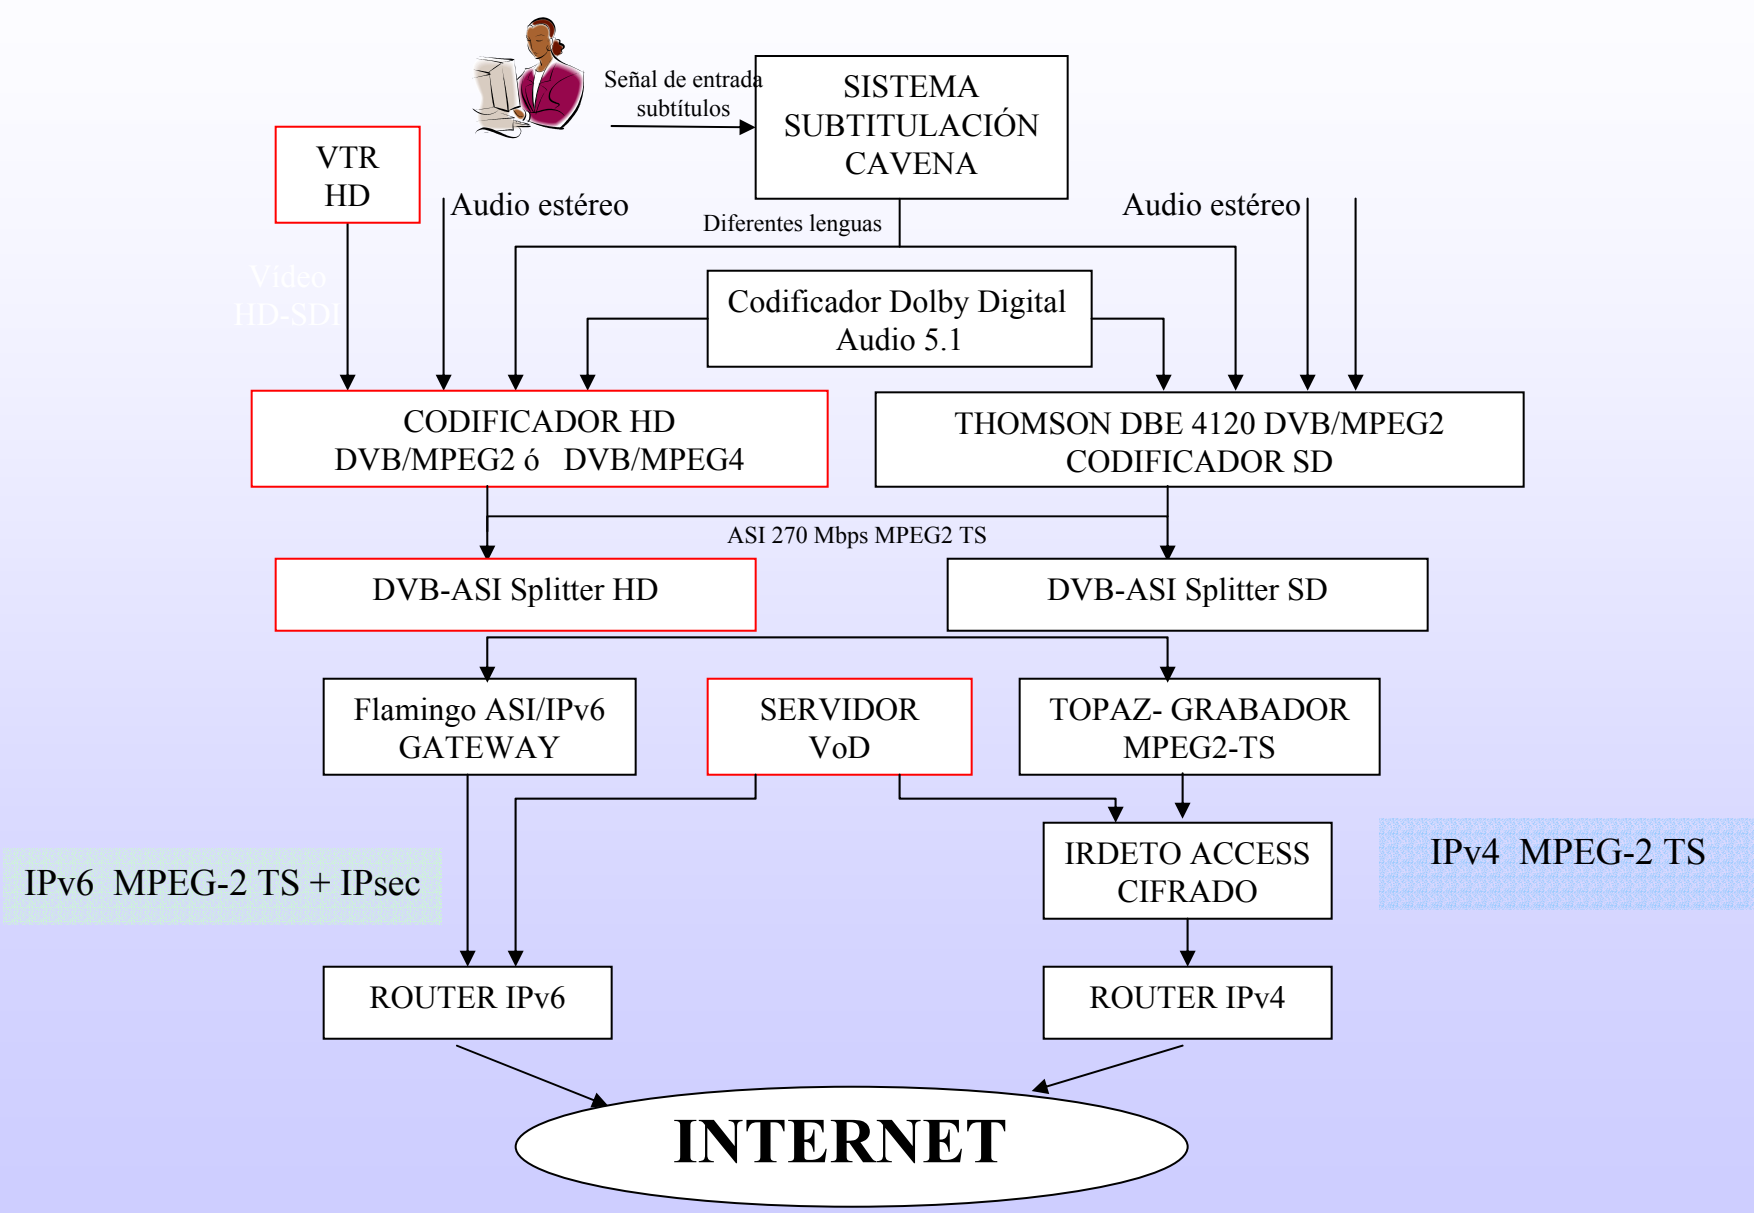 Señal de entrada
subtítulos
SISTEMA
SUBTITULACIÓN
CAVENA
VTR
HD
Audio estéreo
Diferentes lenguas
Audio estéreo
Vídeo
HD-SDI
Codificador Dolby Digital
Audio 5.1
CODIFICADOR HD
DVB/MPEG2 ó DVB/MPEG4
THOMSON DBE 4120 DVB/MPEG2
CODIFICADOR SD
ASI 270 Mbps MPEG2 TS
DVB-ASI Splitter HD
DVB-ASI Splitter SD
Flamingo ASI/IPv6
GATEWAY
SERVIDOR
VoD
TOPAZ- GRABADOR
MPEG2-TS
IPv6 MPEG-2 TS + IPsec
IRDETO ACCESS
CIFRADO
IPv4 MPEG-2 TS
ROUTER IPv6
ROUTER IPv4
INTERNET